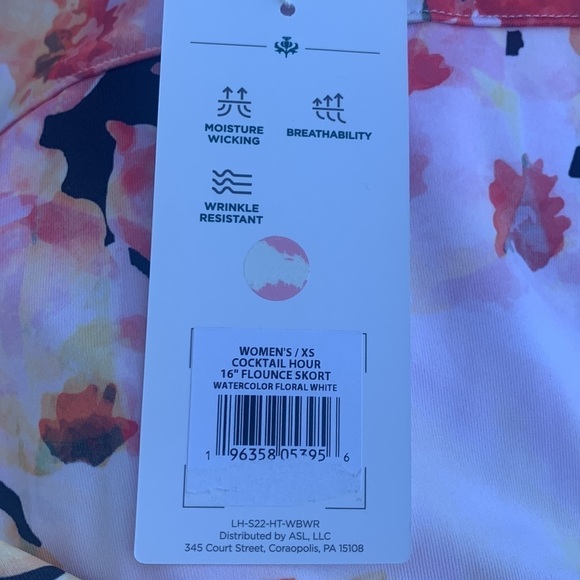 MOISTURE
WICKING
BREATHABILITY
WRINKLE
RESISTANT
WOMEN'S / XS
COCKTAIL HOUR
16" FLOUNCE SKORT
WATERCOLOR FLORAL WHITE
1 96358 05395 6
LH-S22-HT-WBWR
Distributed by ASL, LLC
345 Court Street, Coraopolis, PA 15108